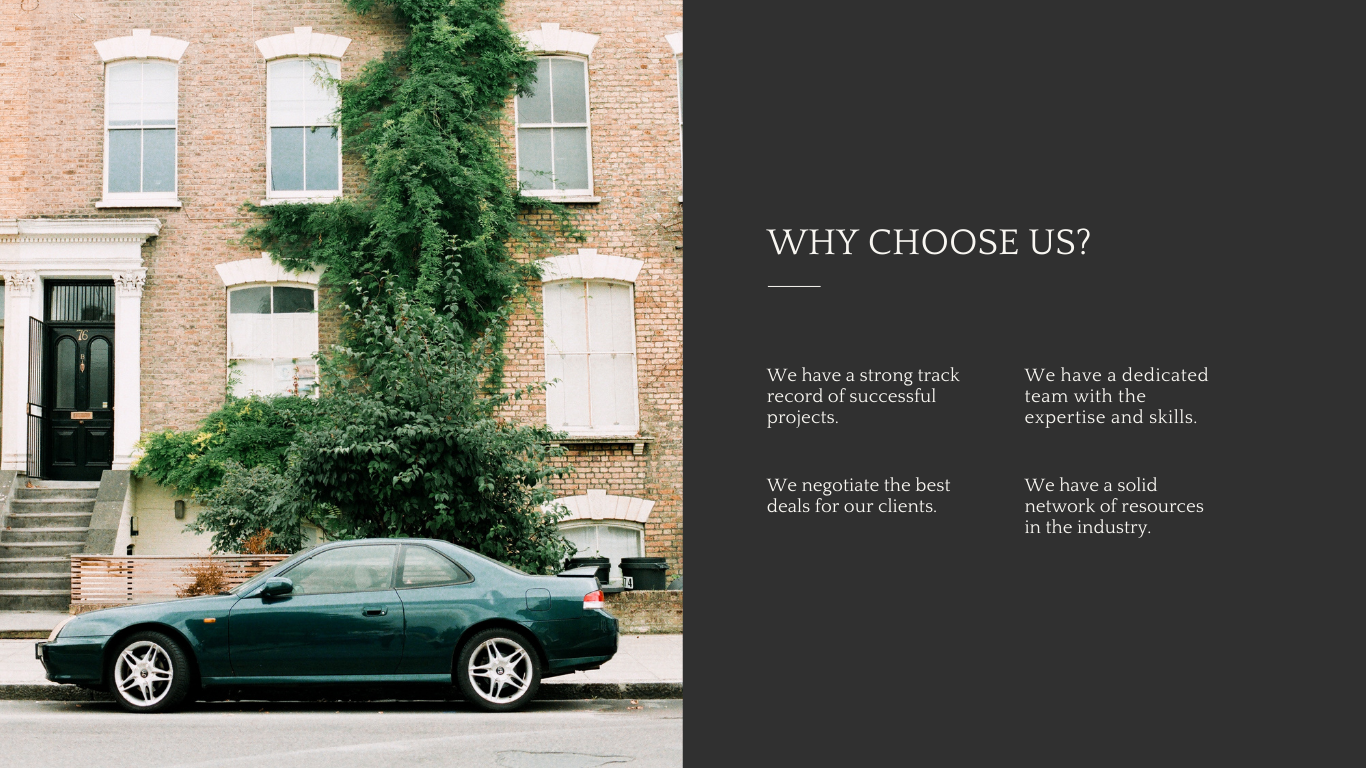 76
WHY CHOOSE US?
We have a strong track
record of successful
projects.
We have a dedicated
team with the
expertise and skills.
We negotiate the best
deals for our clients.
We have a solid
network of resources
in the industry.